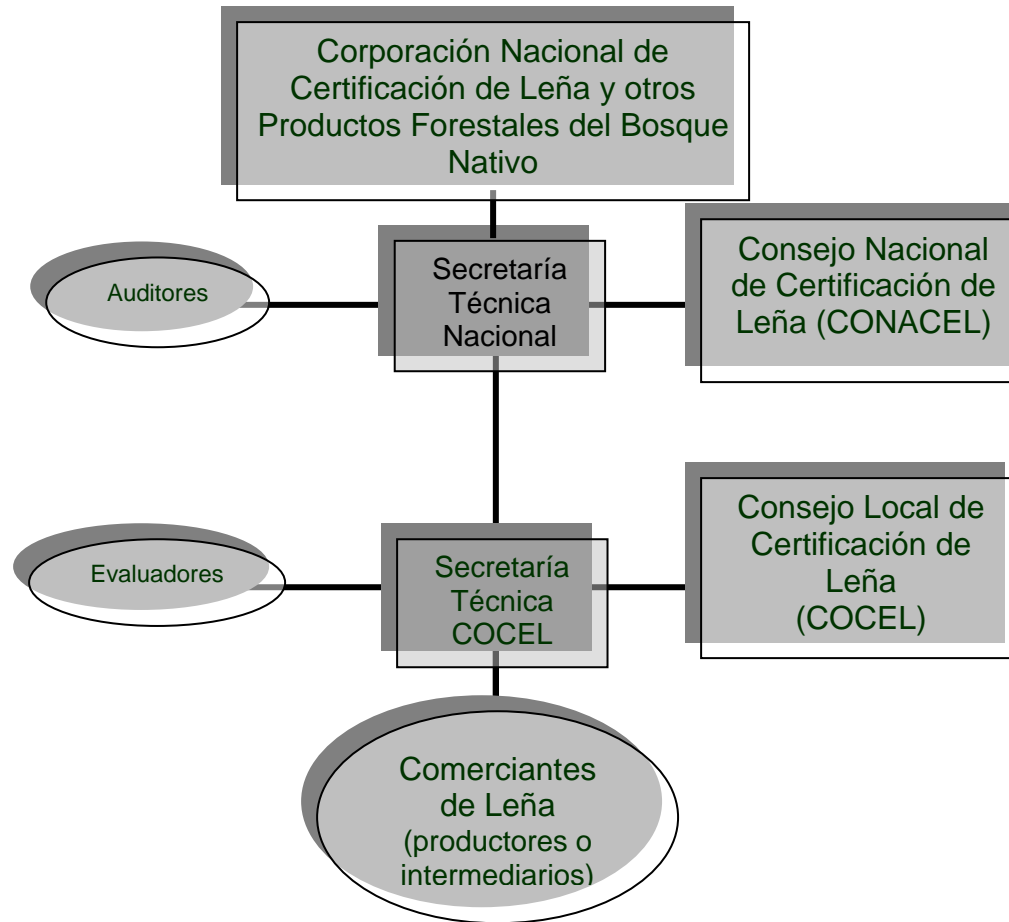 Corporación Nacional de
Certificación de Leña y otros
Productos Forestales del Bosque
Nativo
Auditores
Secretaría
Técnica
Nacional
Consejo Nacional
de Certificación de
Leña (CONACEL)
Evaluadores
Secretaría
Técnica
COCEL
Consejo Local de
Certificación de
Leña
(COCEL)
Comerciantes
de Leña
(productores o
intermediarios)